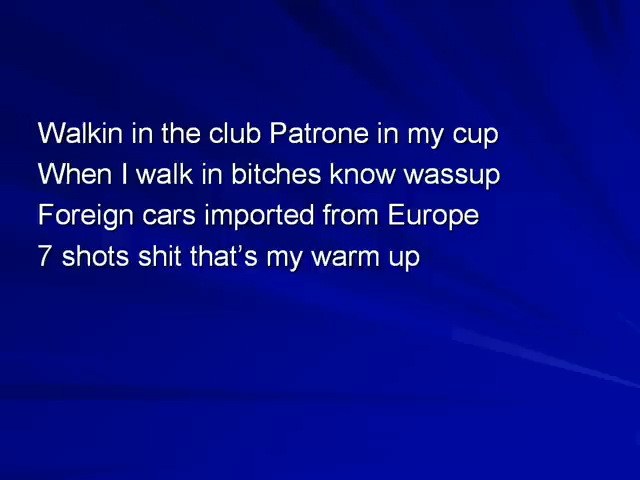 Walkin in the club Patrone in my cup
When I walk in bitches know wassup
Foreign cars imported from Europe
7 shots shit that’s my warm up